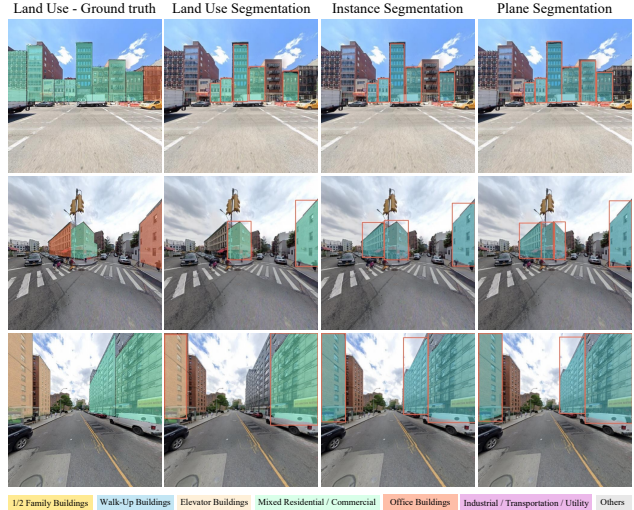 Land Use - Ground truth
Land Use Segmentation
Instance Segmentation
Plane Segmentation
1/2 Family Buildings
Walk-Up Buildings
Elevator Buildings
Mixed Residential / Commercial
Office Buildings
Industrial / Transportation / Utility
Others